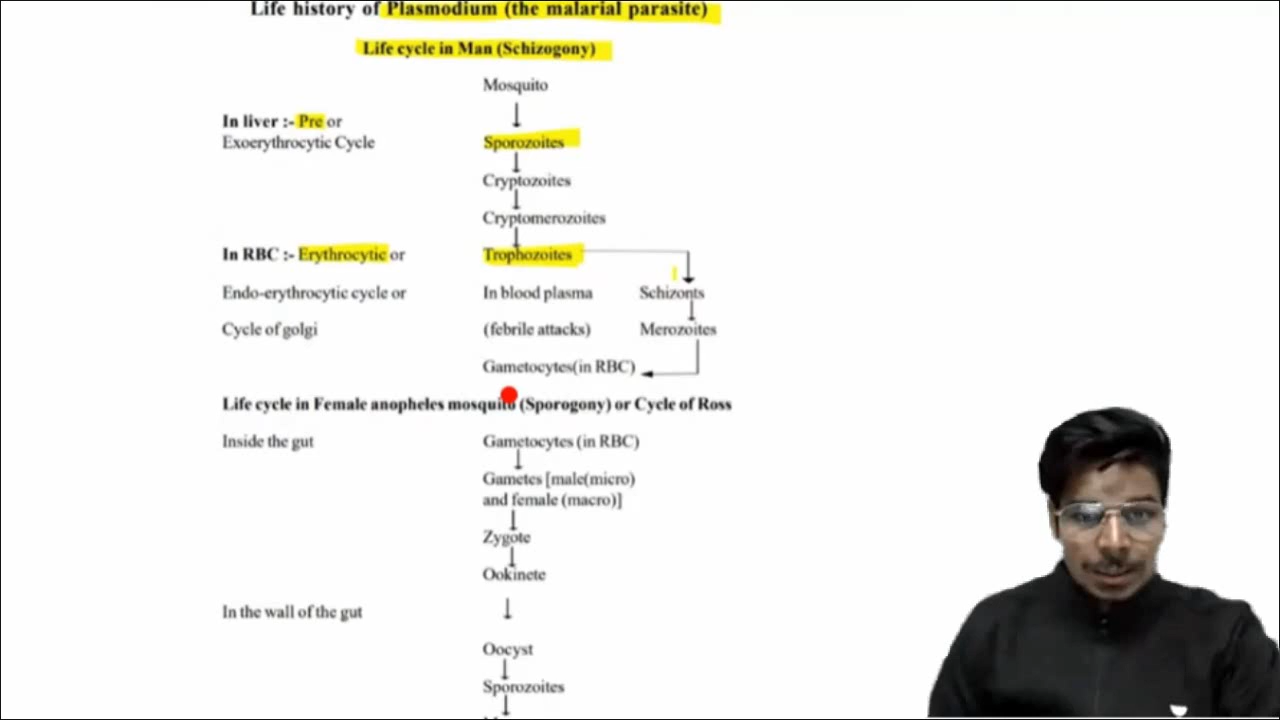 Life history of Plasmodium (the malarial parasite)
Life cycle in Man (Schizogony)
Mosquito
In liver :- Pre or
Exoerythrocytic Cycle
Sporozoites
Cryptozoites
Cryptomerozoites
In RBC :- Erythrocytic or
Trophozoites
Endo-erythrocytic cycle or
In blood plasma
Schizonts
Cycle of golgi
(febrile attacks)
Merozoites
Gametocytes(in RBC)
Life cycle in Female anopheles mosquito (Sporogony) or Cycle of Ross
Inside the gut
Gametocytes (in RBC)
Gametes [male(micro)
and female (macro)]
Zygote
Ookinete
In the wall of the gut
Oocyst
Sporozoites